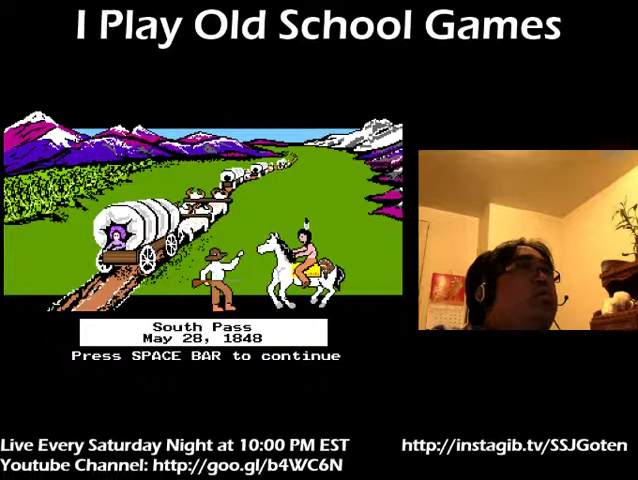 I Play Old School Games
South Pass
May 28, 1848
Press SPACE BAR to continue
Live Every Saturday Night at 10:00 PM EST
http://instagib.tv/SSJGoten
Youtube Channel: http://goo.gl/b4WC6N